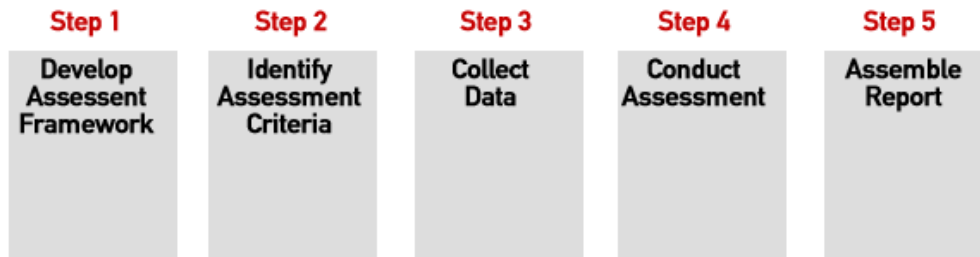 Step 1
Develop
Assessent
Framework
Step 2
Identify
Assessment
Criteria
Step 3
Collect
Data
Step 4
Conduct
Assessment
Step 5
Assemble
Report